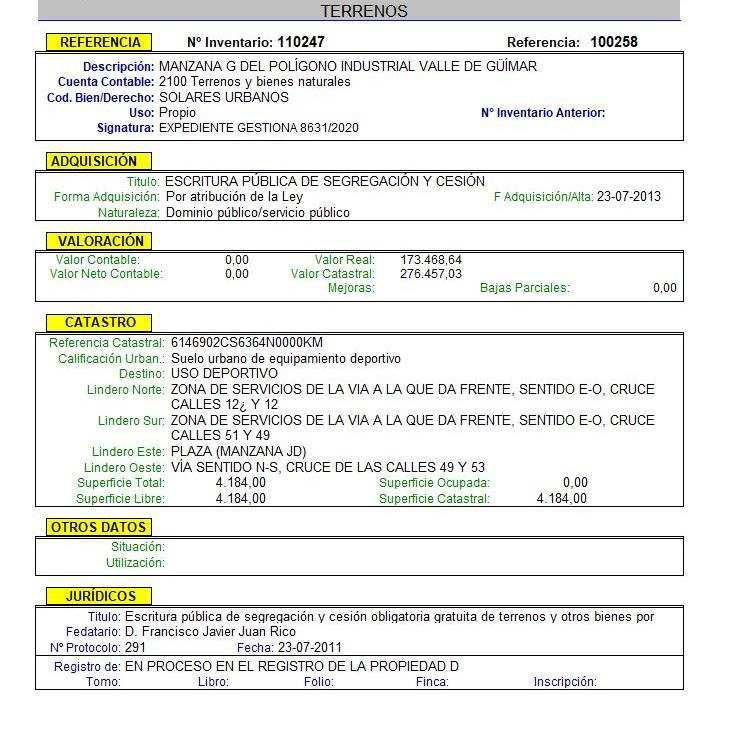 TERRENOS
REFERENCIA Nº Inventario: 110247 Referencia: 100258
Descripción: MANZANA G DEL POLÍGONO INDUSTRIAL VALLE DE GÜÍMAR
Cuenta Contable: 2100 Terrenos y bienes naturales
Cod. Bien/Derecho: SOLARES URBANOS
Uso: Propio Nº Inventario Anterior:
Signatura: EXPEDIENTE GESTIONA 8631/2020
ADQUISICIÓN
Titulo: ESCRITURA PÚBLICA DE SEGREGACIÓN Y CESIÓN
Forma Adquisición: Por atribución de la Ley F Adquisición/Alta: 23-07-2013
Naturaleza: Dominio público/servicio público
VALORACIÓN
Valor Contable: 0,00 Valor Real: 173.468,64
Valor Neto Contable: 0,00 Valor Catastral: 276.457,03
Mejoras: Bajas Parciales: 0,00
CATASTRO
Referencia Catastral: 6146902CS6364N0000KM
Calificación Urban.: Suelo urbano de equipamiento deportivo
Destino: USO DEPORTIVO
Lindero Norte: ZONA DE SERVICIOS DE LA VIA A LA QUE DA FRENTE, SENTIDO E-O, CRUCE
CALLES 12¿ Y 12
Lindero Sur: ZONA DE SERVICIOS DE LA VIA A LA QUE DA FRENTE, SENTIDO E-O, CRUCE
CALLES 51 Y 49
Lindero Este: PLAZA (MANZANA JD)
Lindero Oeste: VÍA SENTIDO N-S, CRUCE DE LAS CALLES 49 Y 53
Superficie Total: 4.184,00 Superficie Ocupada: 0,00
Superficie Libre: 4.184,00 Superficie Catastral: 4.184,00
OTROS DATOS
Situación:
Utilización:
JURÍDICOS
Titulo: Escritura pública de segregación y cesión obligatoria gratuita de terrenos y otros bienes por
Fedatario: D. Francisco Javier Juan Rico
Nº Protocolo: 291 Fecha: 23-07-2011
Registro de: EN PROCESO EN EL REGISTRO DE LA PROPIEDAD D
Tomo: Libro: Folio: Finca: Inscripción: